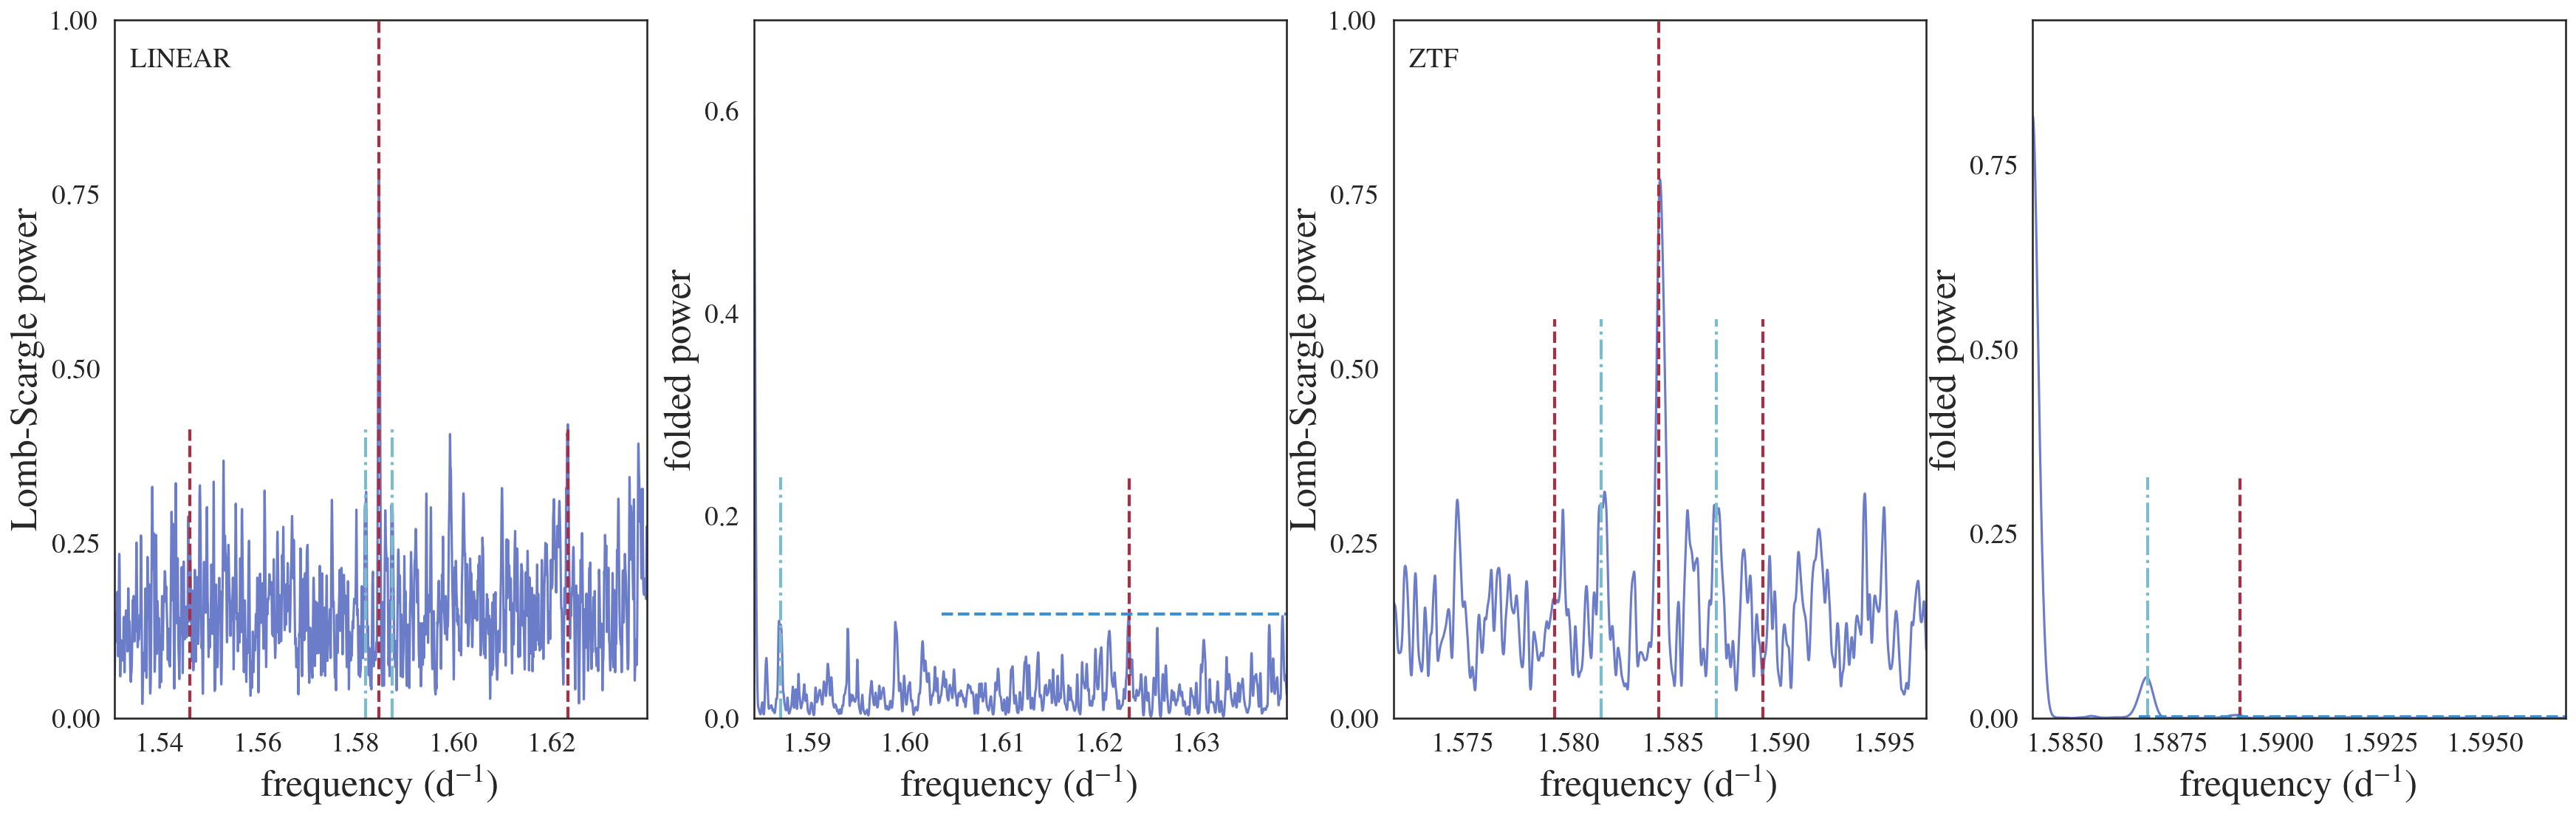 Lomb-Scargle power
1.00
0.75
0.50
0.25
0.00
LINEAR
1.54 1.56 1.58 1.60 1.62
frequency (d⁻¹)
folded power
0.6
0.4
0.2
0.0
1.59 1.60 1.61 1.62 1.63
frequency (d⁻¹)
Lomb-Scargle power
1.00
0.75
0.50
0.25
0.00
ZTF
1.575 1.580 1.585 1.590 1.595
frequency (d⁻¹)
folded power
0.75
0.50
0.25
0.00
1.5850 1.5875 1.5900 1.5925 1.5950
frequency (d⁻¹)